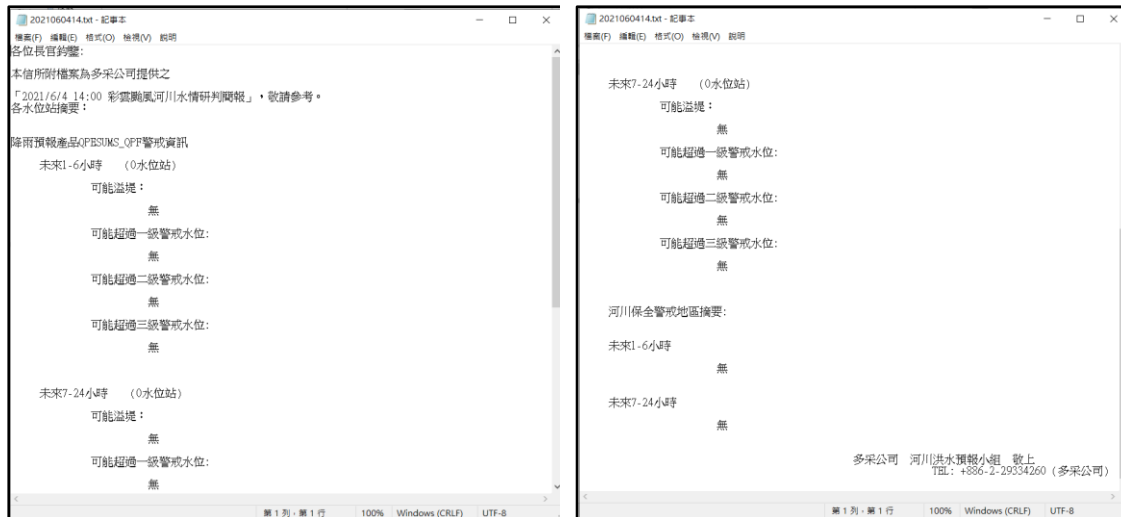 2021060414.txt - 記事本
檔案(F) 編輯(E) 格式(O) 檢視(V) 說明
各位長官鈞鑒:
本信所附檔案為多采公司提供之
「2021/6/4 14:00 彩雲颱風河川水情研判簡報」，敬請參考。
各水位站摘要：
降雨預報產品QPESUMS_QPF警戒資訊
未來1-6小時 (0水位站)
可能溢堤：
無
可能超過一級警戒水位:
無
可能超過二級警戒水位:
無
可能超過三級警戒水位:
無
未來7-24小時 (0水位站)
可能溢堤：
無
可能超過一級警戒水位:
無
第 1 列，第 1 行 100% Windows (CRLF) UTF-8
2021060414.txt - 記事本
檔案(F) 編輯(E) 格式(O) 檢視(V) 說明
未來7-24小時 (0水位站)
可能溢堤：
無
可能超過一級警戒水位:
無
可能超過二級警戒水位:
無
可能超過三級警戒水位:
無
河川保全警戒地區摘要:
未來1-6小時
無
未來7-24小時
無
多采公司 河川洪水預報小組 敬上
TEL: +886-2-29334260 (多采公司)
第 1 列，第 1 行 100% Windows (CRLF) UTF-8